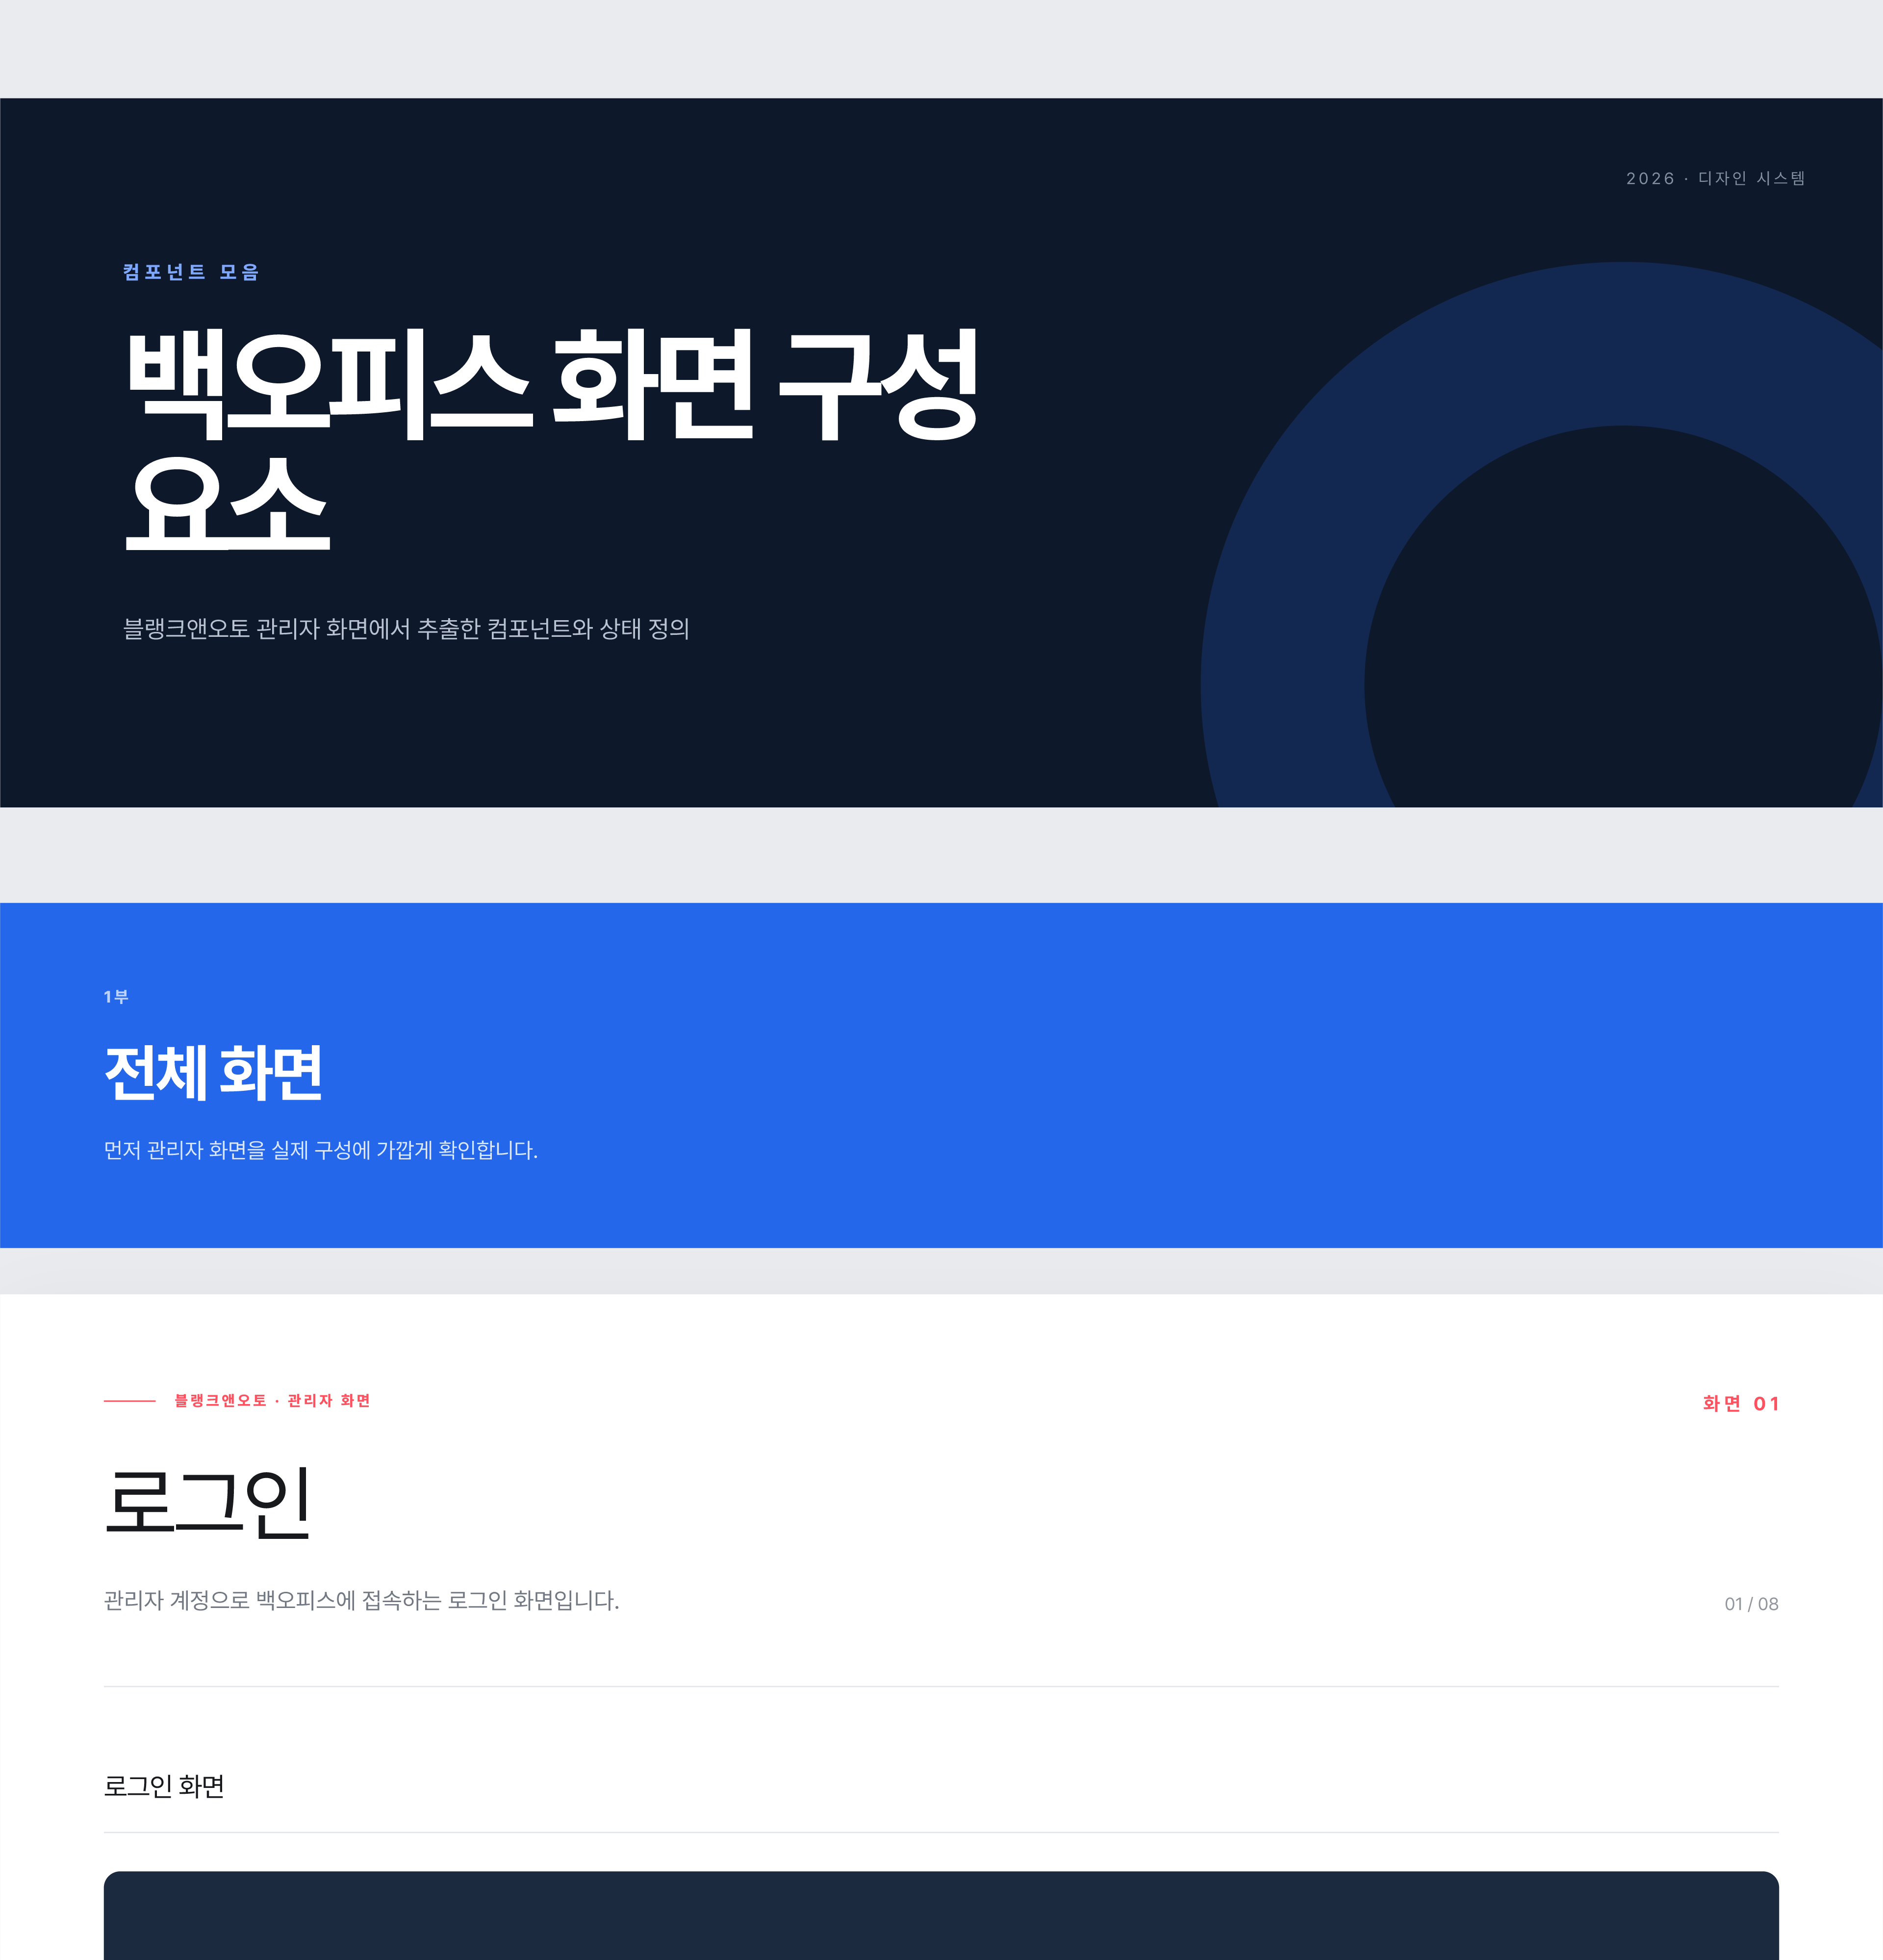 2026 · 디자인 시스템
컴포넌트 모음
백오피스 화면 구성
요소
블랭크앤오토 관리자 화면에서 추출한 컴포넌트와 상태 정의
1부
전체 화면
먼저 관리자 화면을 실제 구성에 가깝게 확인합니다.
블랭크앤오토 · 관리자 화면
화면 01
로그인
관리자 계정으로 백오피스에 접속하는 로그인 화면입니다.
01 / 08
로그인 화면